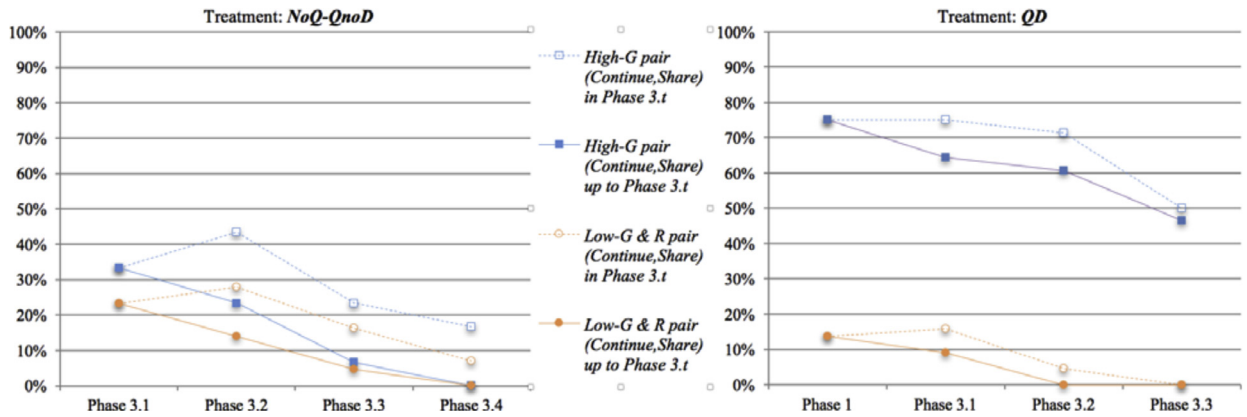 Treatment: NoQ-QnoD
100%
90%
80%
70%
60%
50%
40%
30%
20%
10%
0%
Phase 3.1 Phase 3.2 Phase 3.3 Phase 3.4
High-G pair
(Continue,Share)
in Phase 3.t
High-G pair
(Continue,Share)
up to Phase 3.t
Low-G & R pair
(Continue,Share)
in Phase 3.t
Low-G & R pair
(Continue,Share)
up to Phase 3.t
Treatment: QD
100%
90%
80%
70%
60%
50%
40%
30%
20%
10%
0%
Phase 1 Phase 3.1 Phase 3.2 Phase 3.3